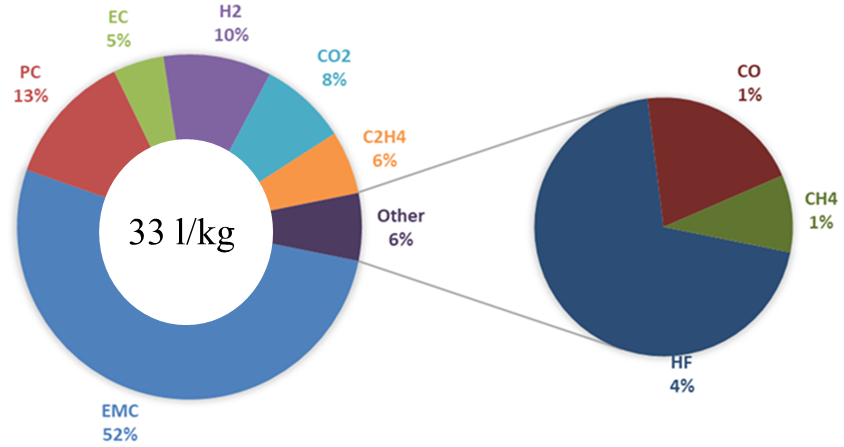 EC
5%
H2
10%
PC
13%
CO2
8%
C2H4
6%
Other
6%
33 l/kg
EMC
52%
CO
1%
CH4
1%
HF
4%